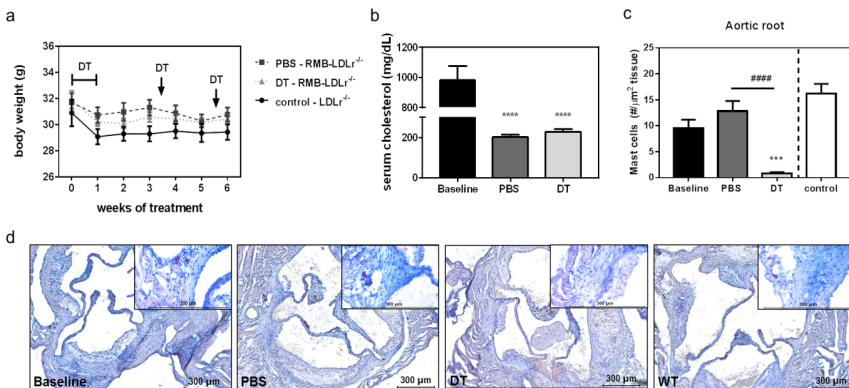 a
body weight (g)
36
34
32
30
28
26
DT
DT
DT
0 1 2 3 4 5 6
weeks of treatment
PBS - RMB-LDLr-/-
DT - RMB-LDLr-/-
control - LDLr-/-
b
serum cholesterol (mg/dL)
1200
1000
800
400
200
0
****
****
Baseline PBS DT
c
Aortic root
Mast cells (#/μm2 tissue)
25
20
15
10
5
0
####
***
Baseline PBS DT control
d
300 μm
300 μm
300 μm
300 μm
Baseline 300 μm
PBS 300 μm
DT 300 μm
WT 300 μm